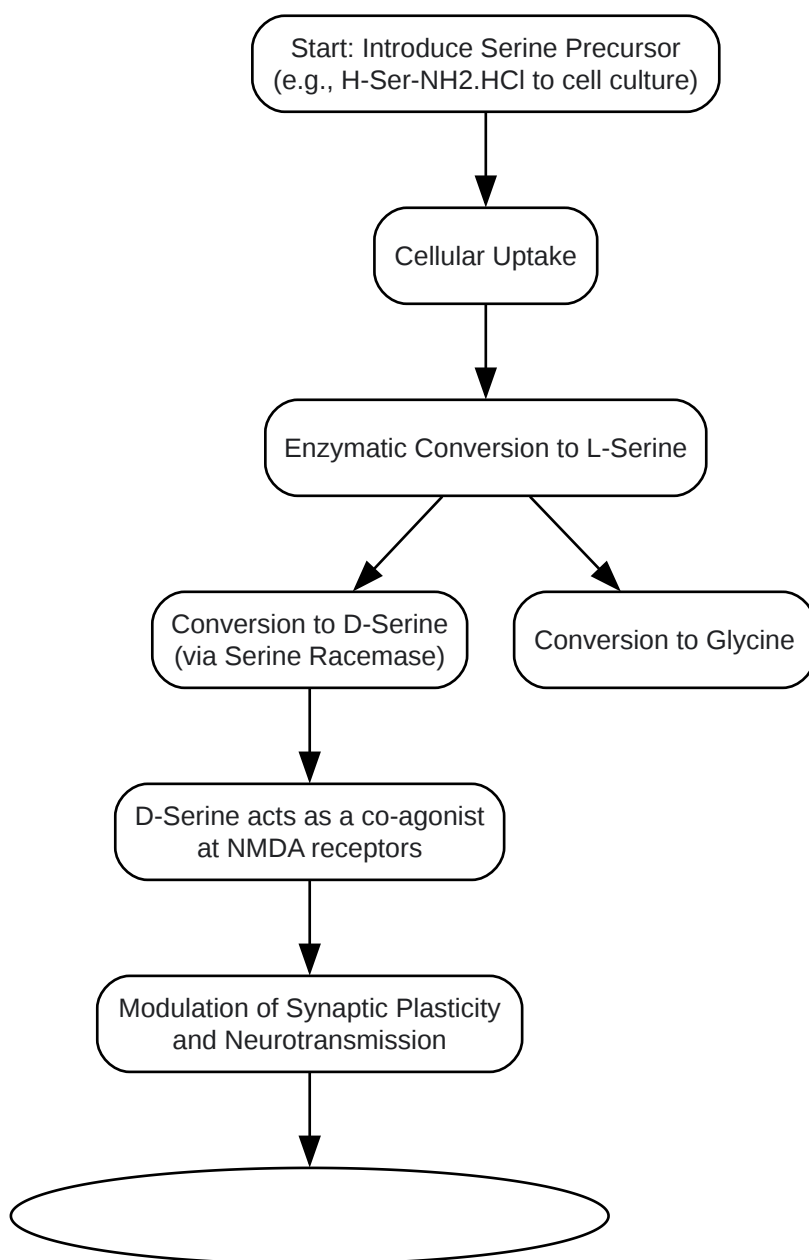 Start: Introduce Serine Precursor
(e.g., H-Ser-NH2.HCl to cell culture)
Cellular Uptake
Enzymatic Conversion to L-Serine
Conversion to D-Serine
(via Serine Racemase)
Conversion to Glycine
D-Serine acts as a co-agonist
at NMDA receptors
Modulation of Synaptic Plasticity
and Neurotransmission